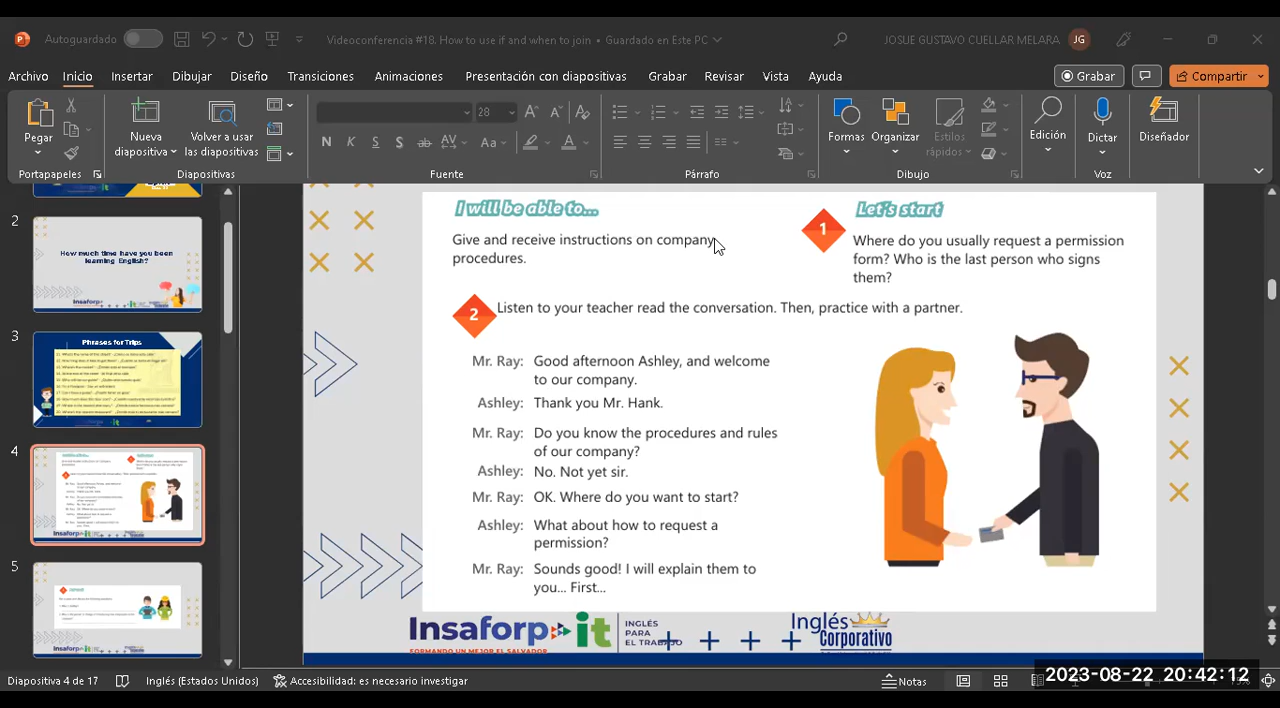 Autoguardado
Videoconferencia #18. How to use if and when to join • Guardado en Este PC
JOSUE GUSTAVO CUELLAR MELARA
JG
Archivo Inicio Insertar Dibujar Diseño Transiciones Animaciones Presentación con diapositivas Grabar Revisar Vista Ayuda
Grabar
Compartir
Pegar
Nueva diapositiva
Volver a usar las diapositivas
28
N K S S ab AV Aa A
Formas
Organizar
Estilos rápidos
Edición
Dictar
Diseñador
Portapapeles
Diapositivas
Fuente
Párrafo
Dibujo
Voz
2
How much time have you been
learning English?
3
Phrases for Trips
4
5
I will be able to...
Give and receive instructions on company
procedures.
1
Let's start
Where do you usually request a permission
form? Who is the last person who signs
them?
2
Listen to your teacher read the conversation. Then, practice with a partner.
Mr. Ray: Good afternoon Ashley, and welcome
to our company.
Ashley: Thank you Mr. Hank.
Mr. Ray: Do you know the procedures and rules
of our company?
Ashley: No. Not yet sir.
Mr. Ray: OK. Where do you want to start?
Ashley: What about how to request a
permission?
Mr. Ray: Sounds good! I will explain them to
you... First...
Insaforp it
FORMANDO UN MEJOR EL SALVADOR
INGLÉS
PARA
EL TRABAJO
Inglés
Corporativo
Diapositiva 4 de 17
Inglés (Estados Unidos)
Accesibilidad: es necesario investigar
Notas
2023-08-22 20:42:12